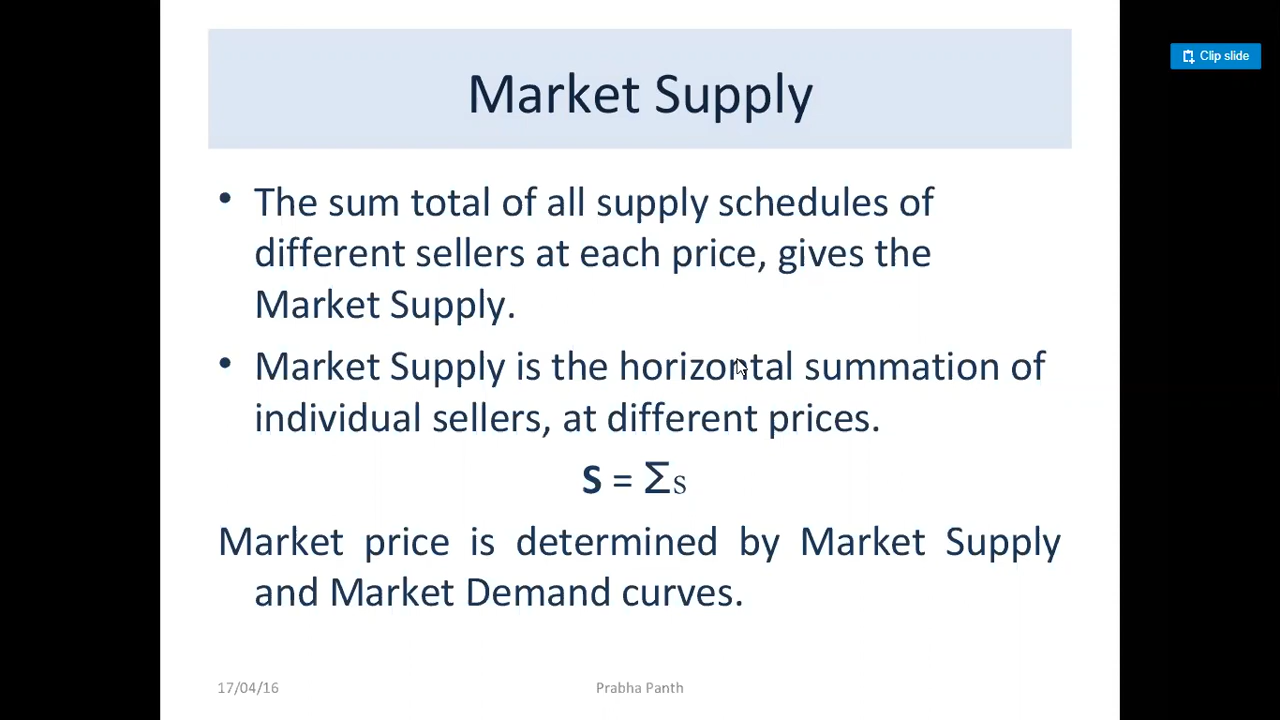 Clip slide
Market Supply
• The sum total of all supply schedules of
different sellers at each price, gives the
Market Supply.
• Market Supply is the horizontal summation of
individual sellers, at different prices.
S = Σs
Market price is determined by Market Supply
and Market Demand curves.
17/04/16
Prabha Panth